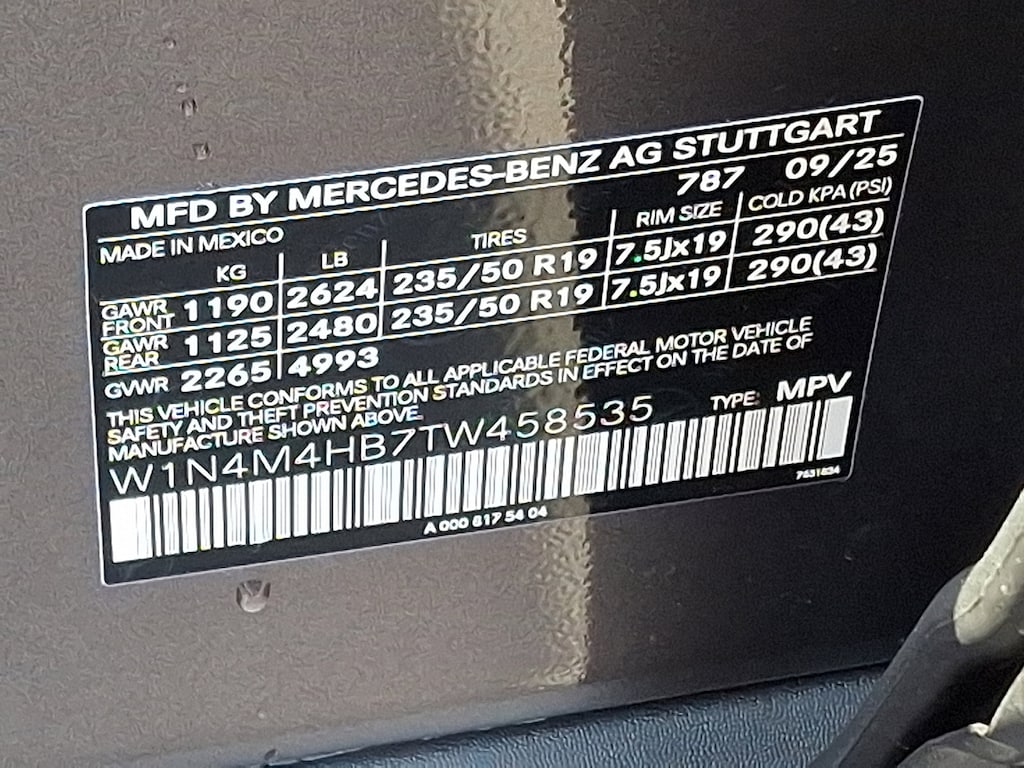 MFD BY MERCEDES-BENZ AG STUTTGART
MADE IN MEXICO 787 09/25
KG LB TIRES RIM SIZE COLD KPA (PSI)
GAWR FRONT 1190 2624 235/50 R19 7.5Jx19 290(43)
GAWR REAR 1125 2480 235/50 R19 7.5Jx19 290(43)
GVWR 2265 4993
THIS VEHICLE CONFORMS TO ALL APPLICABLE FEDERAL MOTOR VEHICLE
SAFETY AND THEFT PREVENTION STANDARDS IN EFFECT ON THE DATE OF
MANUFACTURE SHOWN ABOVE.
W1N4M4HB7TW458535 TYPE: MPV
A 000 817 54 04